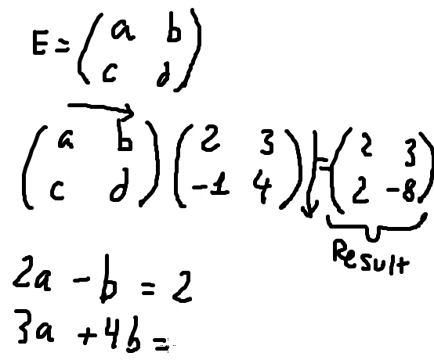 E = ( a b
c d )
( a b ) ( 2 3 ) = ( 2 3 )
( c d ) ( -1 4 ) ( 2 -8 )
Result
2a - b = 2
3a + 4b =